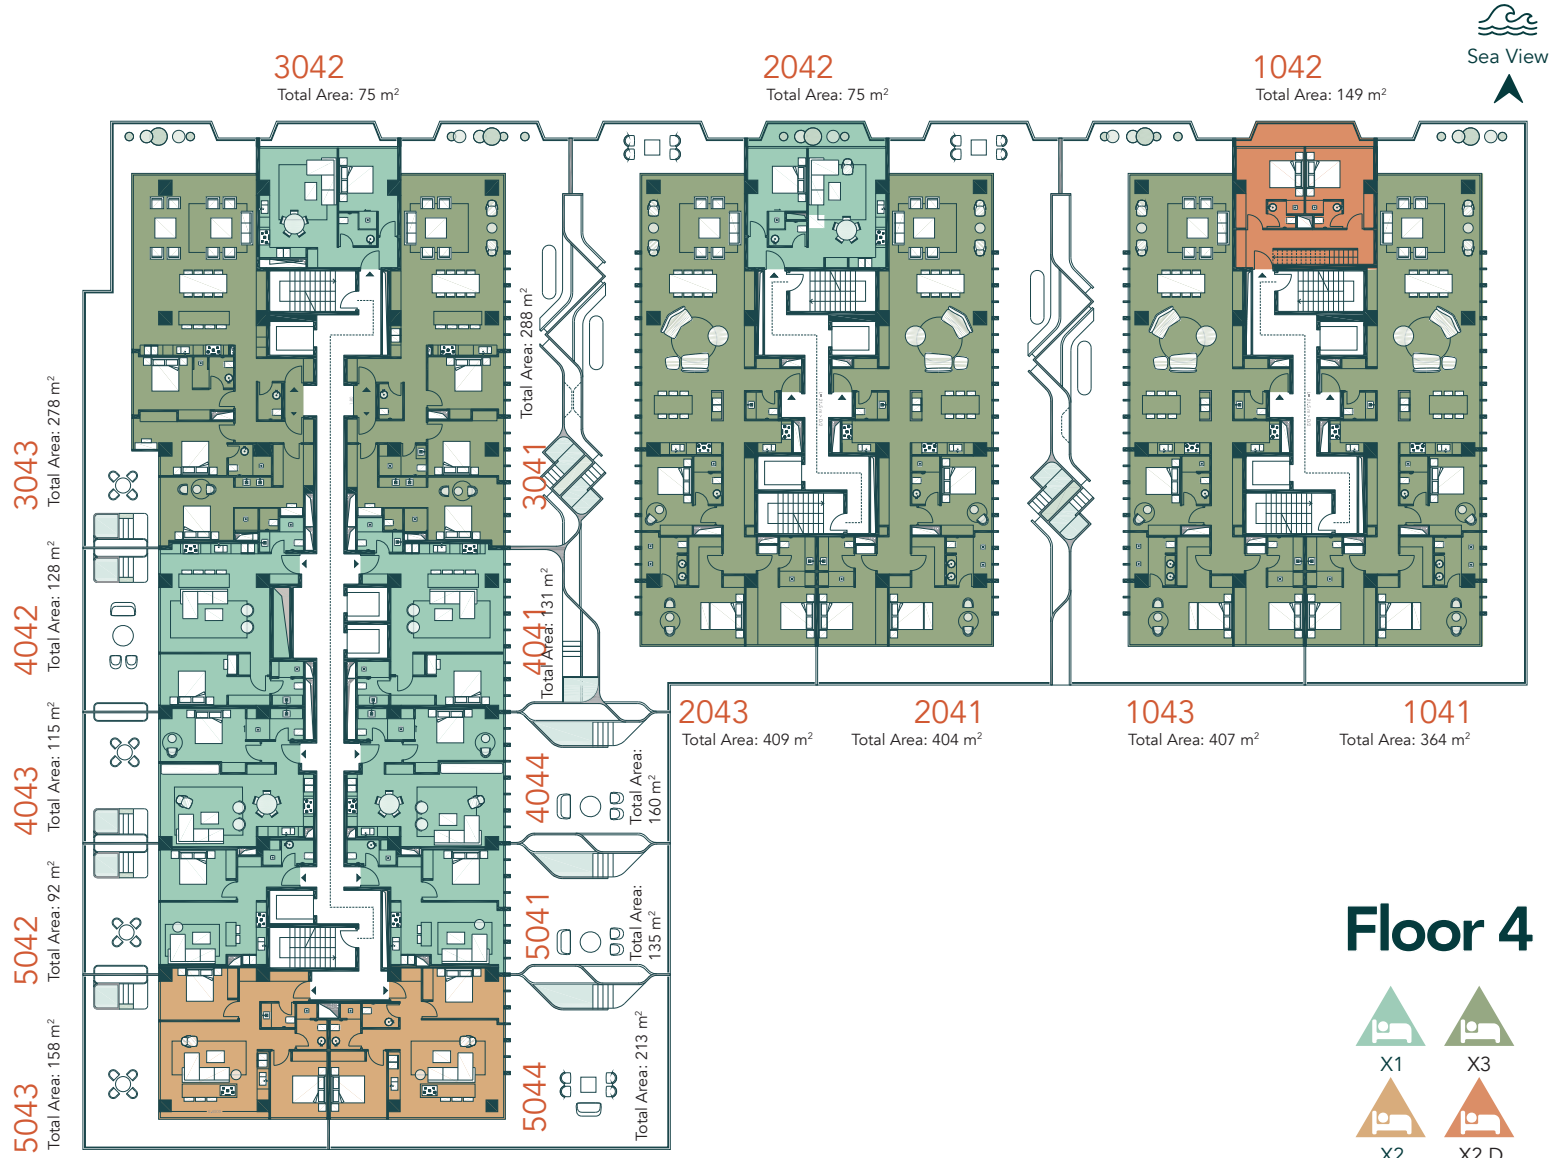 Sea View
3042
Total Area: 75 m²
2042
Total Area: 75 m²
1042
Total Area: 149 m²
3043
Total Area: 278 m²
3041
Total Area: 288 m²
4042
Total Area: 128 m²
4041
Total Area: 131 m²
2043
Total Area: 409 m²
2041
Total Area: 404 m²
1043
Total Area: 407 m²
1041
Total Area: 364 m²
4043
Total Area: 115 m²
4044
Total Area:
160 m²
5042
Total Area: 92 m²
5041
Total Area:
135 m²
5043
Total Area: 158 m²
5044
Total Area: 213 m²
Floor 4
X1
X3
X2
X2 D